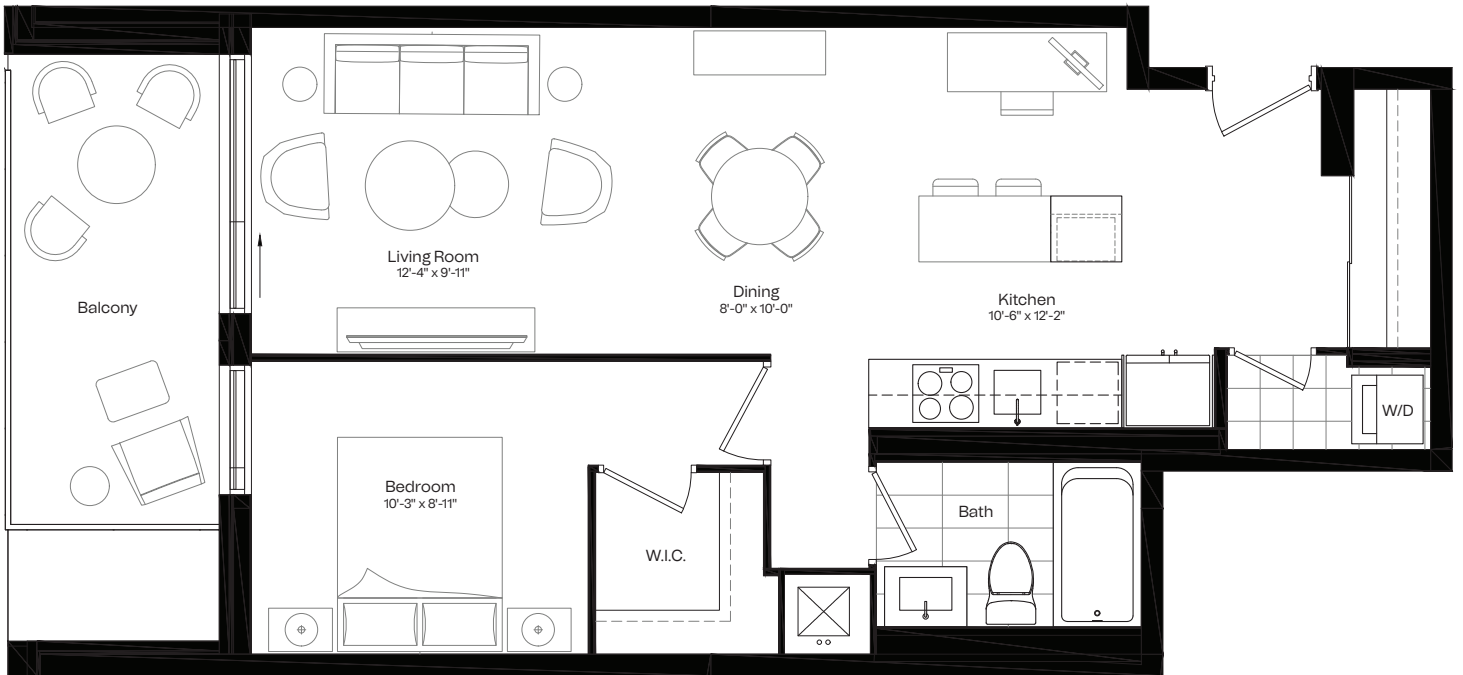 Living Room
12'-4" x 9'-11"
Balcony
Dining
8'-0" x 10'-0"
Kitchen
10'-6" x 12'-2"
W/D
Bedroom
10'-3" x 8'-11"
Bath
W.I.C.